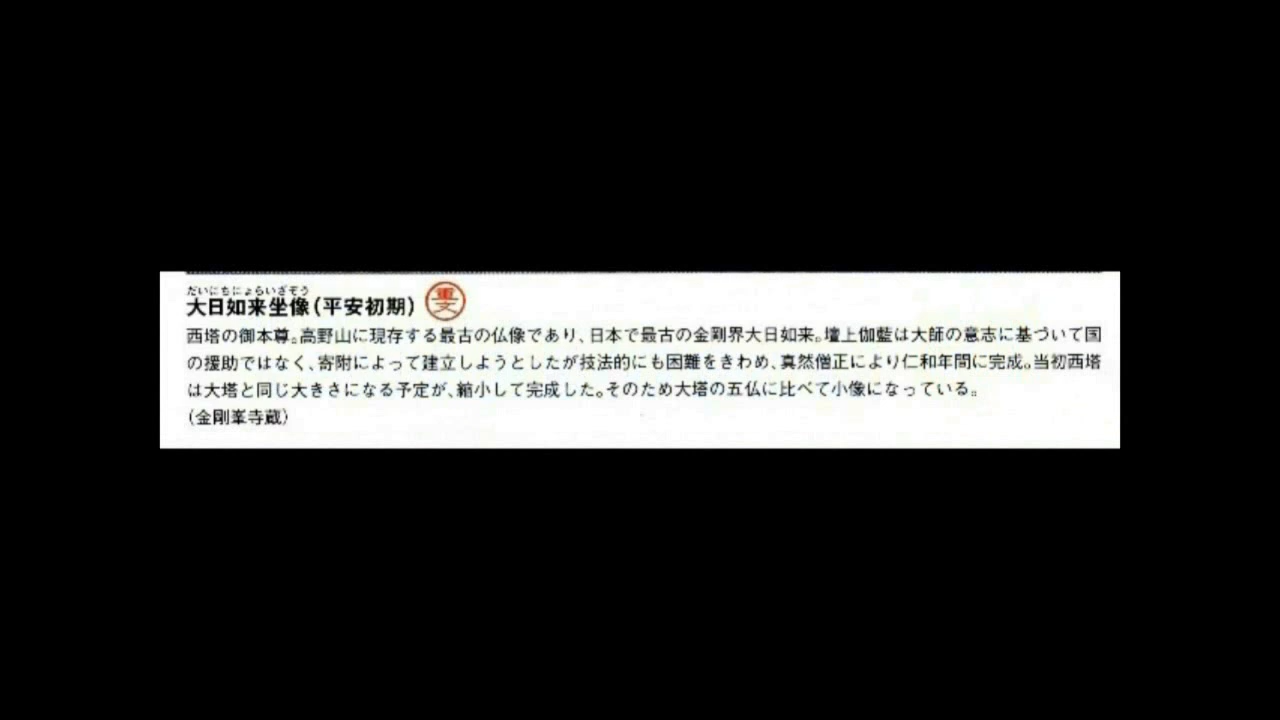 だいにちにょらいざぞう
大日如来坐像(平安初期) 重文
西塔の御本尊。高野山に現存する最古の仏像であり、日本で最古の金剛界大日如来。壇上伽藍は大師の意志に基づいて国
の援助ではなく、寄附によって建立しようとしたが技法的にも困難をきわめ、真然僧正により仁和年間に完成。当初西塔
は大塔と同じ大きさになる予定が、縮小して完成した。そのため大塔の五仏に比べて小像になっている。
(金剛峯寺蔵)